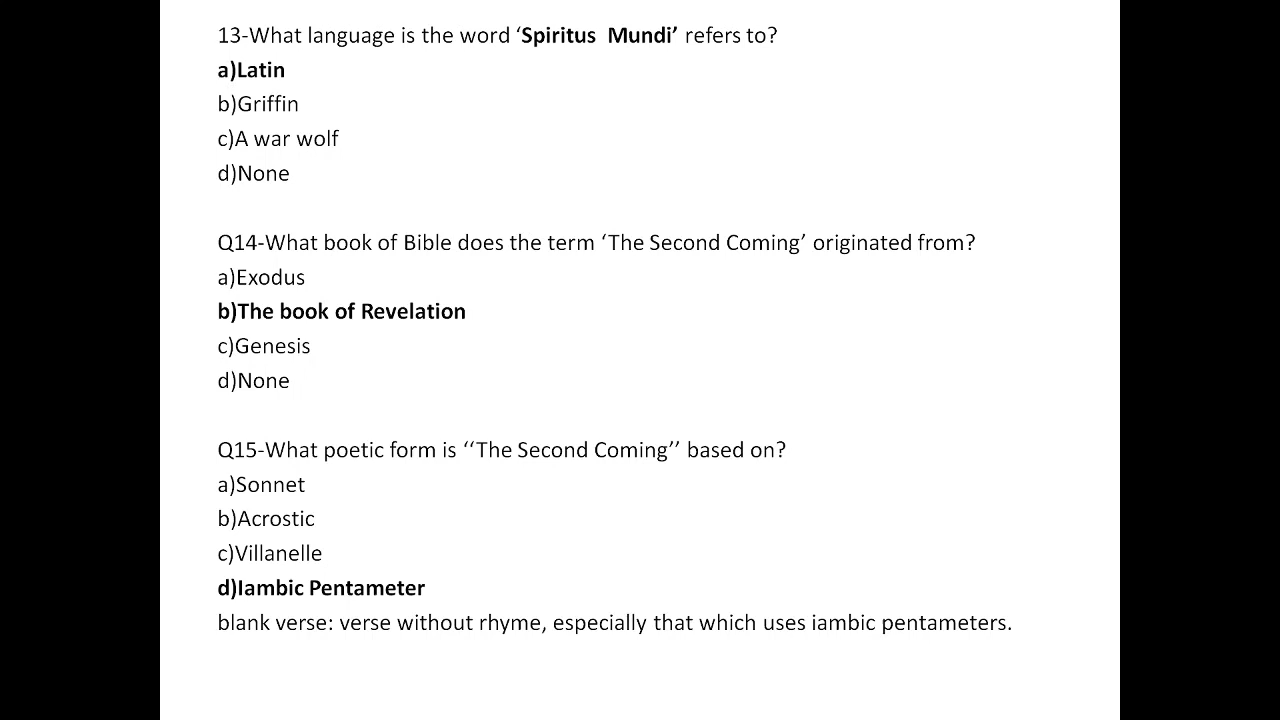 13-What language is the word ‘Spiritus  Mundi’ refers to?
a)Latin
b)Griffin
c)A war wolf
d)None
Q14-What book of Bible does the term ‘The Second Coming’ originated from?
a)Exodus
b)The book of Revelation
c)Genesis
d)None
Q15-What poetic form is ‘‘The Second Coming’’ based on?
a)Sonnet
b)Acrostic
c)Villanelle
d)Iambic Pentameter
blank verse: verse without rhyme, especially that which uses iambic pentameters.